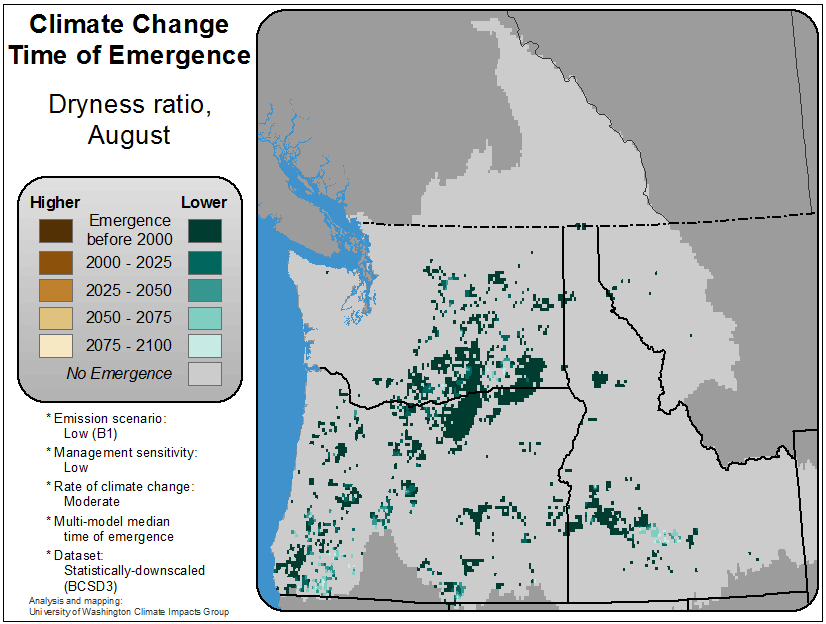 Climate Change
Time of Emergence
Dryness ratio,
August
Higher Lower
Emergence
before 2000
2000 - 2025
2025 - 2050
2050 - 2075
2075 - 2100
No Emergence
* Emission scenario:
Low (B1)
* Management sensitivity:
Low
* Rate of climate change:
Moderate
* Multi-model median
time of emergence
* Dataset:
Statistically-downscaled
(BCSD3)
Analysis and mapping:
University of Washington Climate Impacts Group